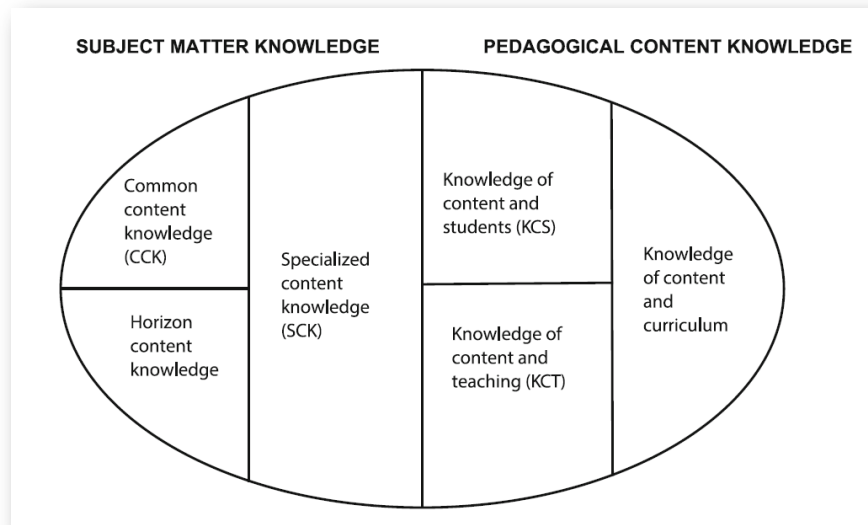 SUBJECT MATTER KNOWLEDGE
PEDAGOGICAL CONTENT KNOWLEDGE
Common
content
knowledge
(CCK)
Horizon
content
knowledge
Specialized
content
knowledge
(SCK)
Knowledge of
content and
students (KCS)
Knowledge of
content and
teaching (KCT)
Knowledge
of content
and
curriculum